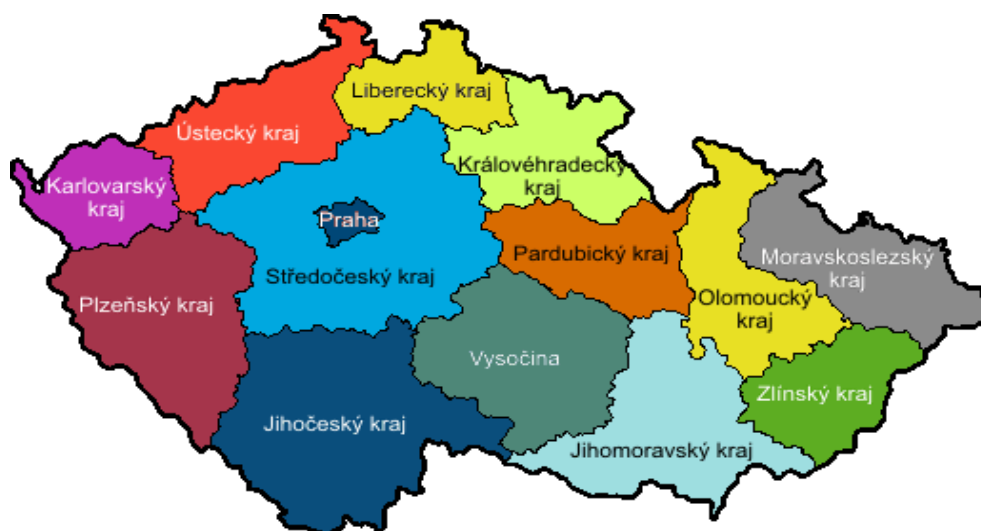 Liberecký kraj
Ústecký kraj
Královéhradecký
kraj
Karlovarský
kraj
Praha
Pardubický kraj
Moravskoslezský
kraj
Středočeský kraj
Plzeňský kraj
Olomoucký
kraj
Vysočina
Zlínský kraj
Jihočeský kraj
Jihomoravský kraj